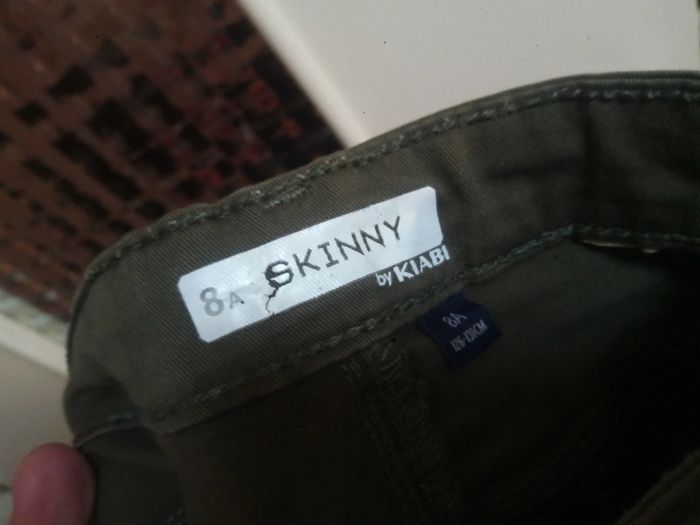 8A SKINNY
by KIABI
8A
126-131CM